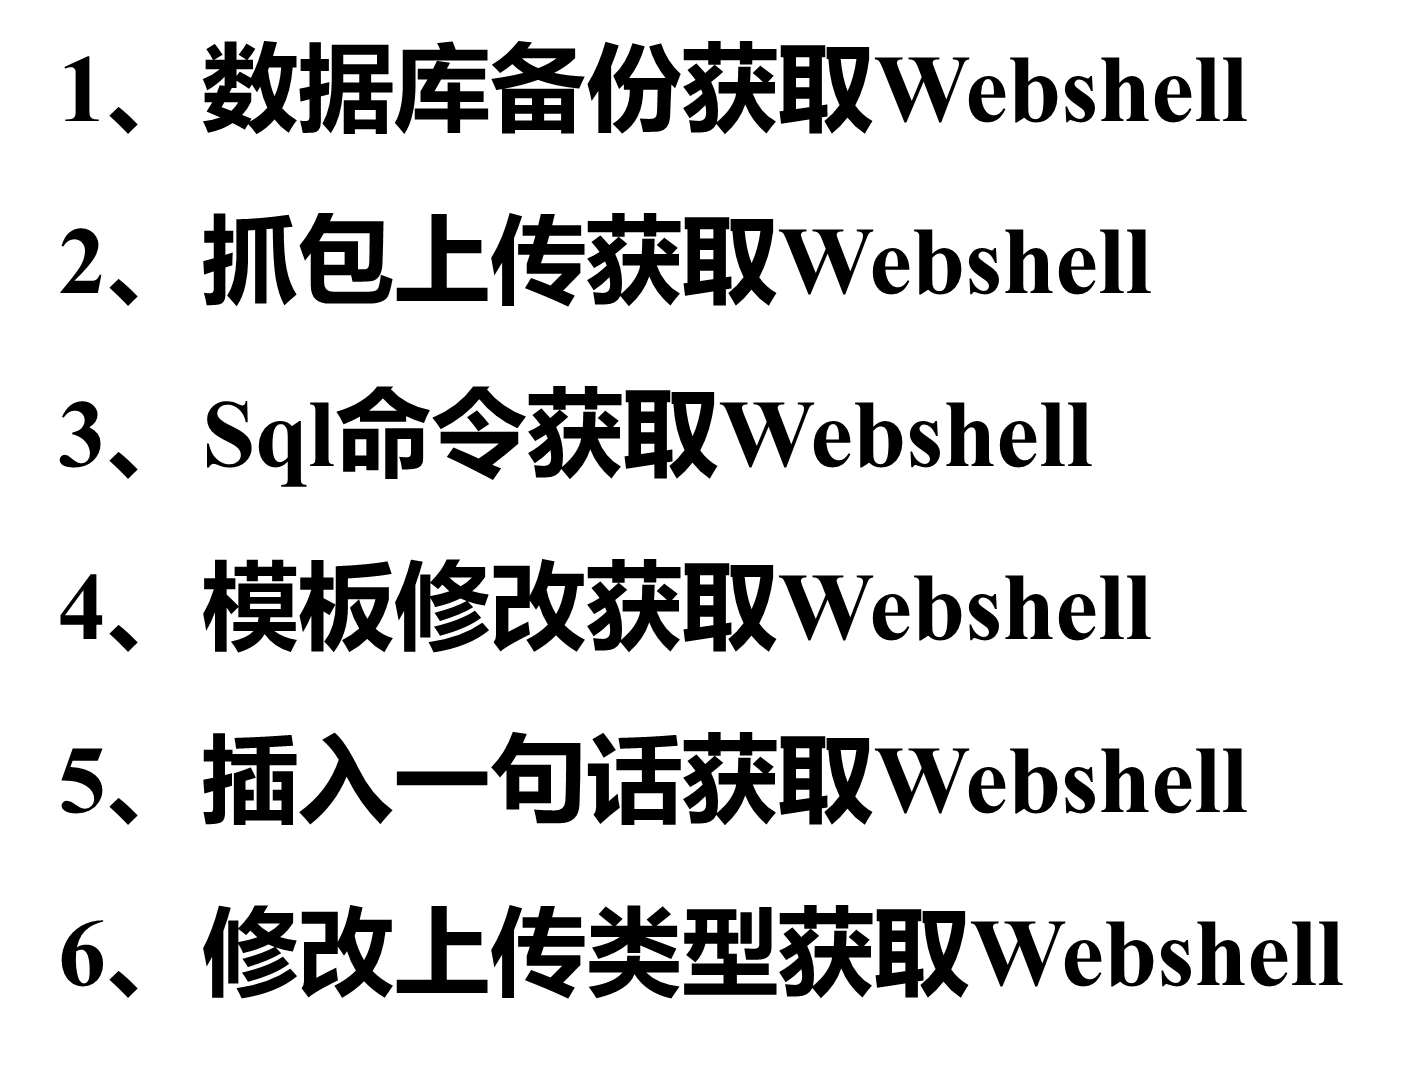 1、数据库备份获取Webshell
2、抓包上传获取Webshell
3、Sql命令获取Webshell
4、模板修改获取Webshell
5、插入一句话获取Webshell
6、修改上传类型获取Webshell